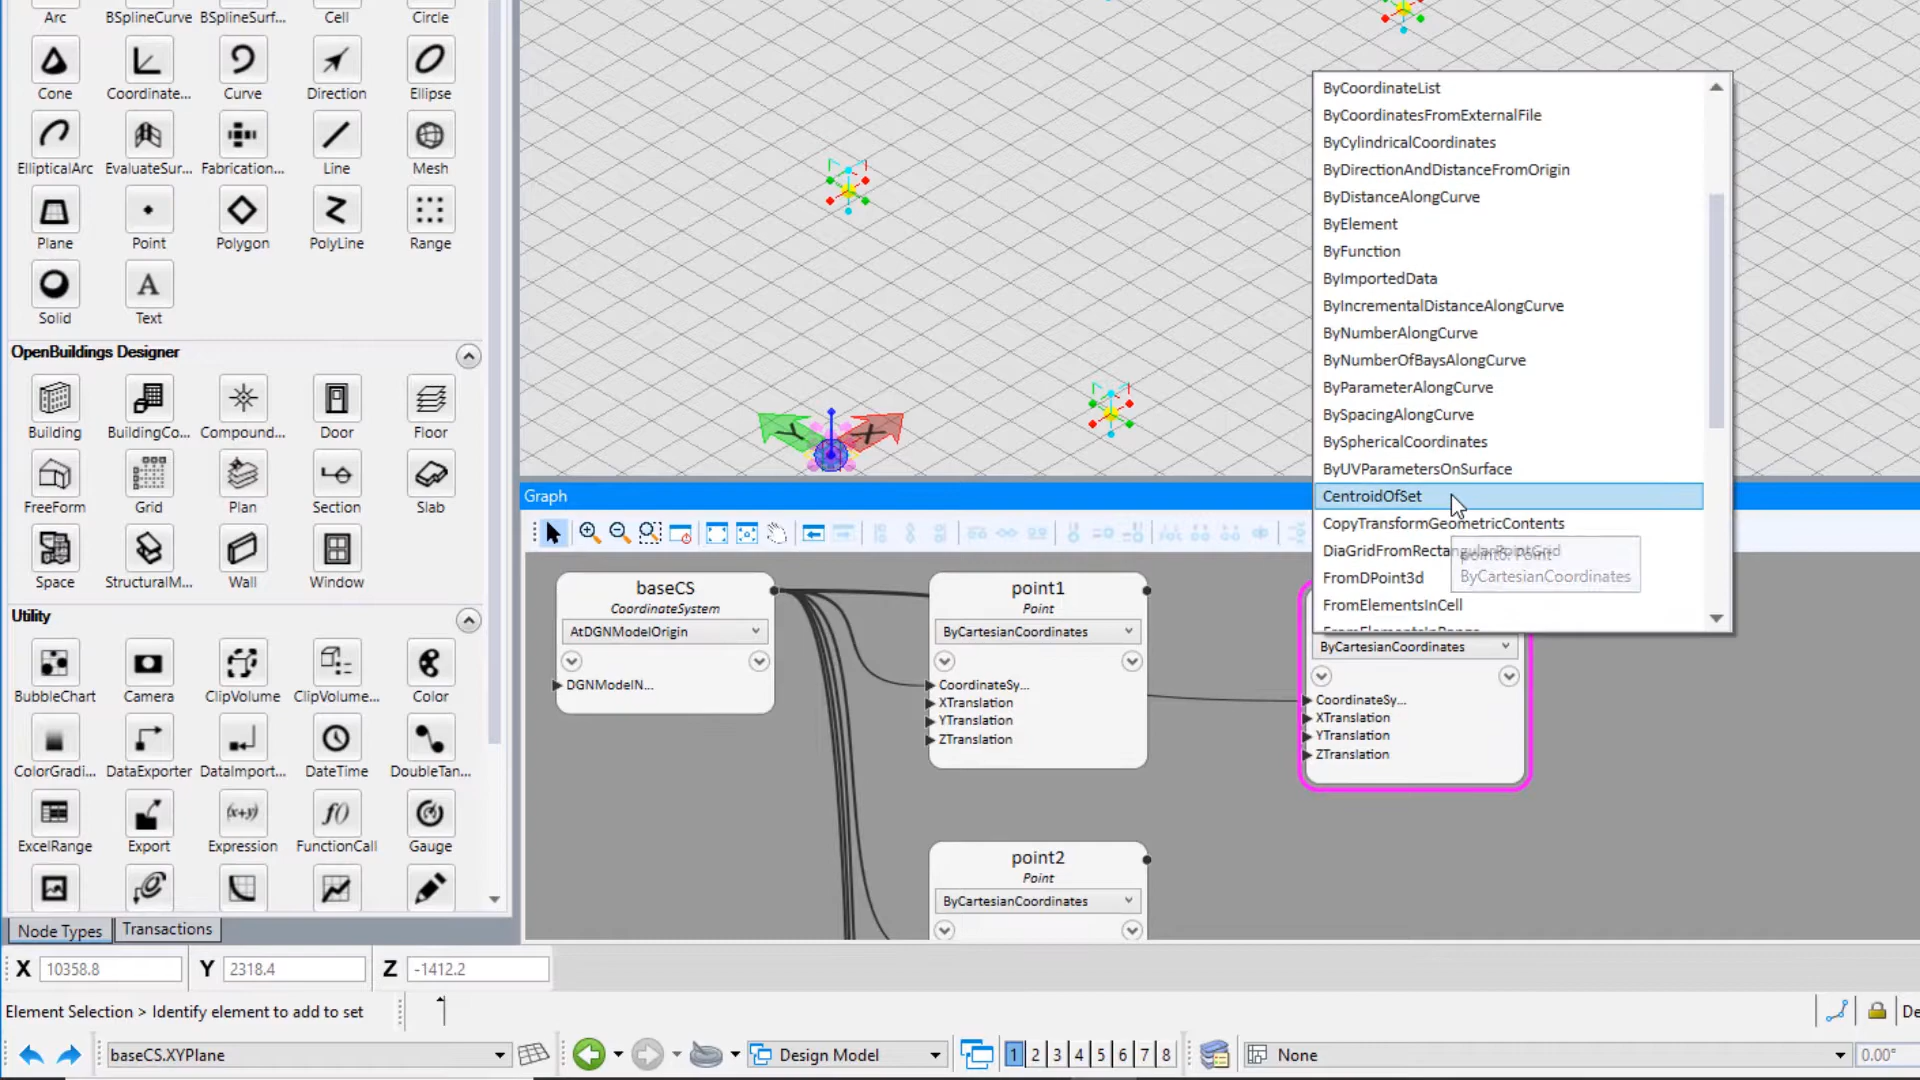 Arc
BSplineCurve
BSplineSurf...
Cell
Circle
Cone
Coordinate...
Curve
Direction
Ellipse
EllipticalArc
EvaluateSur...
Fabrication...
Line
Mesh
Plane
Point
Polygon
PolyLine
Range
Solid
Text
OpenBuildings Designer
Building
BuildingCo...
Compound...
Door
Floor
FreeForm
Grid
Plan
Section
Slab
Space
StructuralM...
Wall
Window
Utility
BubbleChart
Camera
ClipVolume
ClipVolume...
Color
ColorGradi...
DataExporter
DataImport...
DateTime
DoubleTan...
ExcelRange
Export
Expression
FunctionCall
Gauge
Node Types
Transactions
Y
X
ByCoordinateList
ByCoordinatesFromExternalFile
ByCylindricalCoordinates
ByDirectionAndDistanceFromOrigin
ByDistanceAlongCurve
ByElement
ByFunction
ByImportedData
ByIncrementalDistanceAlongCurve
ByNumberAlongCurve
ByNumberOfBaysAlongCurve
ByParameterAlongCurve
BySpacingAlongCurve
BySphericalCoordinates
ByUVParametersOnSurface
CentroidOfSet
CopyTransformGeometricContents
DiaGridFromRectangularPointGrid
FromDPoint3d
FromElementsInCell
FromElementsInRange
ByCartesianCoordinates
Graph
baseCS
CoordinateSystem
AtDGNModelOrigin
DGNModelN...
point1
Point
ByCartesianCoordinates
CoordinateSy...
XTranslation
YTranslation
ZTranslation
ByCartesianCoordinates
CoordinateSy...
XTranslation
YTranslation
ZTranslation
point2
Point
ByCartesianCoordinates
X 10358.8 Y 2318.4 Z -1412.2
Element Selection > Identify element to add to set
De
baseCS.XYPlane
Design Model
1 2 3 4 5 6 7 8
None
0.00°